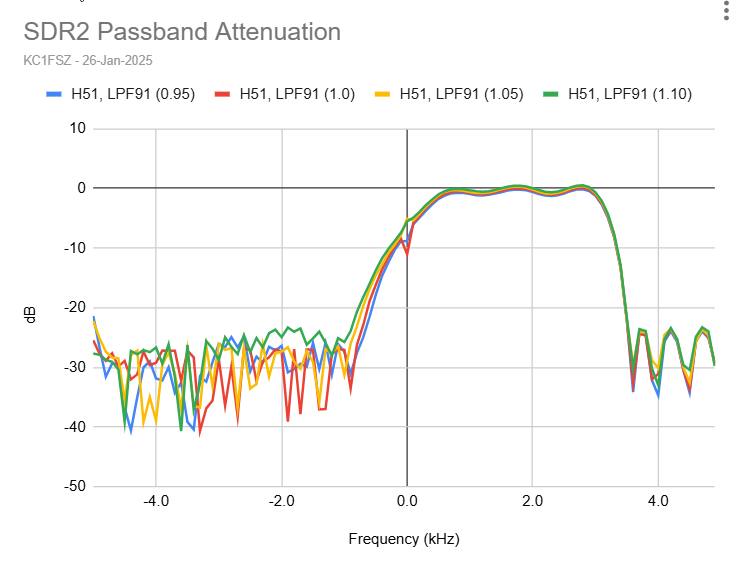 SDR2 Passband Attenuation
KC1FSZ - 26-Jan-2025
H51, LPF91 (0.95) H51, LPF91 (1.0) H51, LPF91 (1.05) H51, LPF91 (1.10)
10
0
-10
-20
-30
-40
-50
dB
-4.0 -2.0 0.0 2.0 4.0
Frequency (kHz)